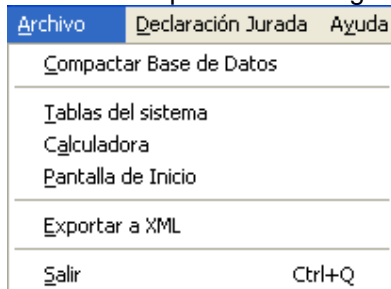 Archivo Declaración Jurada Ayuda
Compactar Base de Datos
Tablas del sistema
Calculadora
Pantalla de Inicio
Exportar a XML
Salir Ctrl+Q